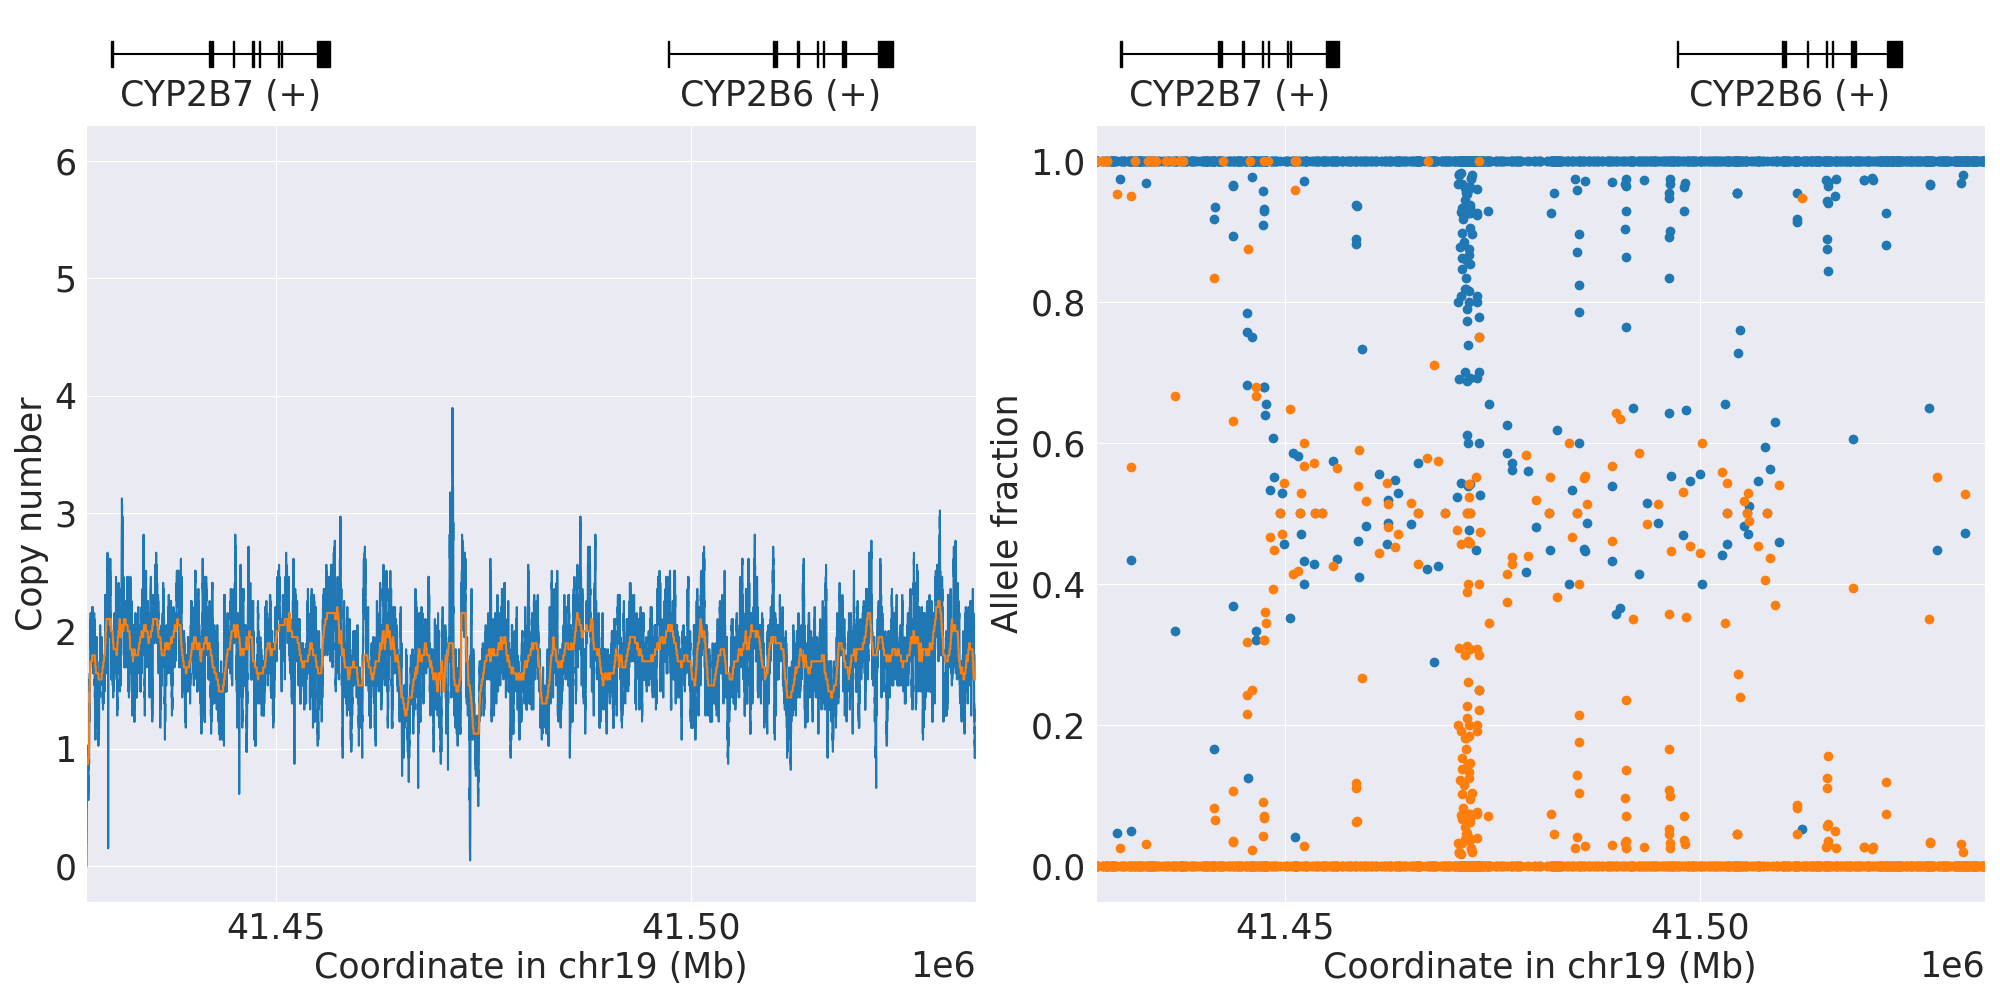 CYP2B7 (+) CYP2B6 (+)
CYP2B7 (+) CYP2B6 (+)
Copy number
6
5
4
3
2
1
0
41.45 41.50
Coordinate in chr19 (Mb) 1e6
Allele fraction
1.0
0.8
0.6
0.4
0.2
0.0
41.45 41.50
Coordinate in chr19 (Mb) 1e6